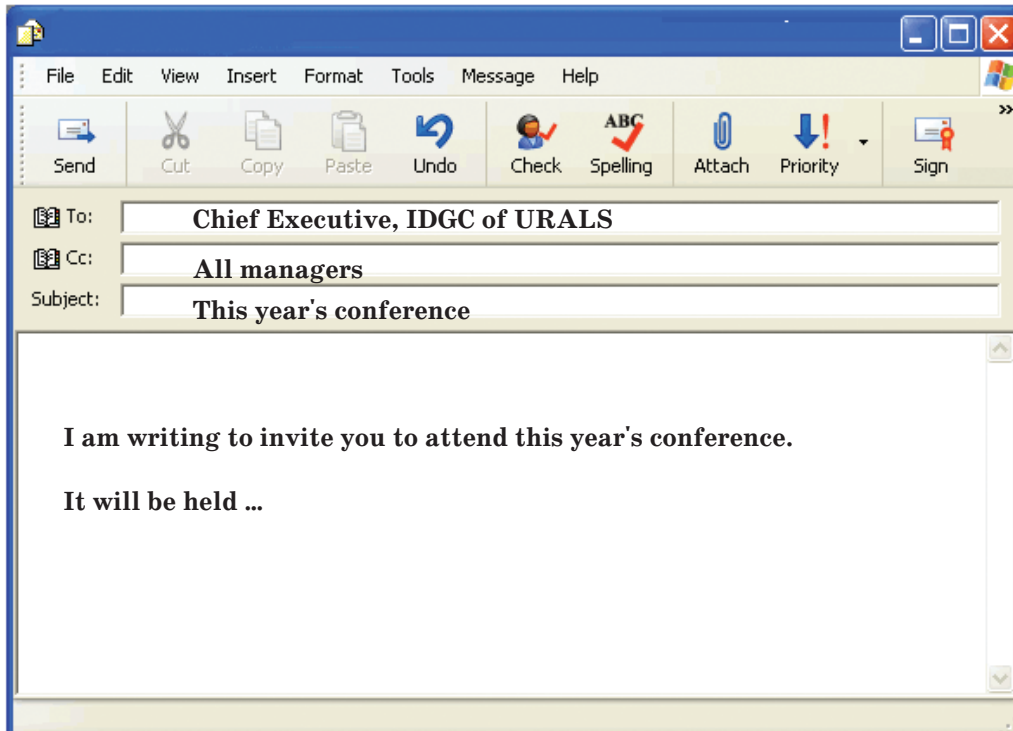 File Edit View Insert Format Tools Message Help
ABC
Send Cut Copy Paste Undo Check Spelling Attach Priority Sign
To: Chief Executive, IDGC of URALS
Cc: All managers
Subject: This year's conference
I am writing to invite you to attend this year's conference.
It will be held ...